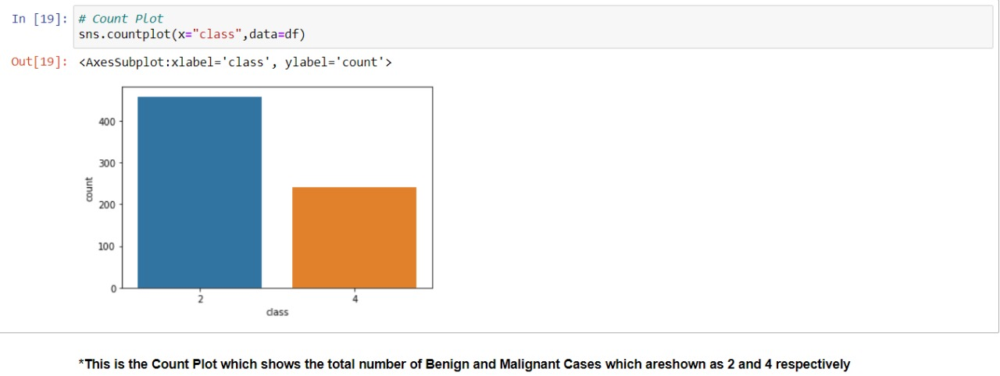 In [19]: # Count Plot
sns.countplot(x="class",data=df)
Out[19]: <AxesSubplot:xlabel='class', ylabel='count'>
400
300
200
100
0
count
2 4
class
*This is the Count Plot which shows the total number of Benign and Malignant Cases which areshown as 2 and 4 respectively